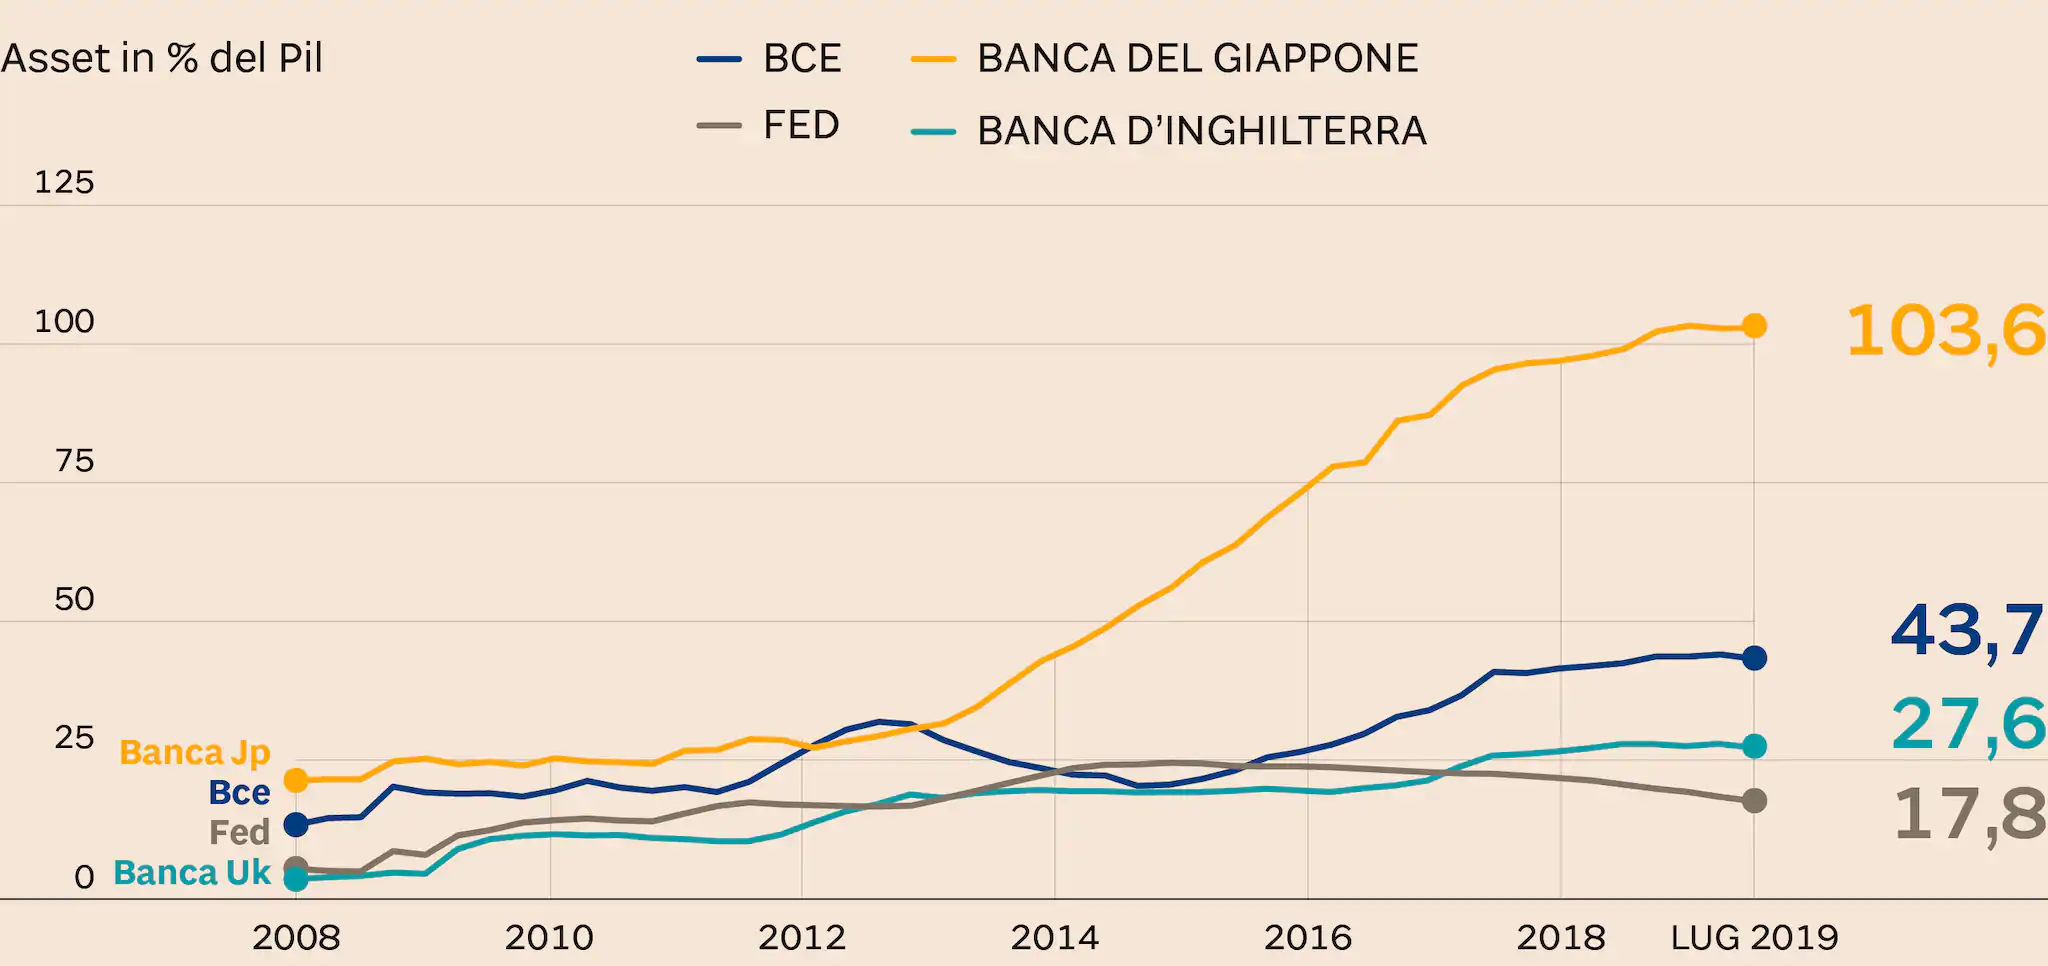 Asset in % del Pil
BCE
BANCA DEL GIAPPONE
FED
BANCA D’INGHILTERRA
125
100
103,6
75
50
43,7
27,6
25
Banca Jp
Bce
17,8
Fed
0
Banca Uk
2008
2010
2012
2014
2016
2018
LUG 2019